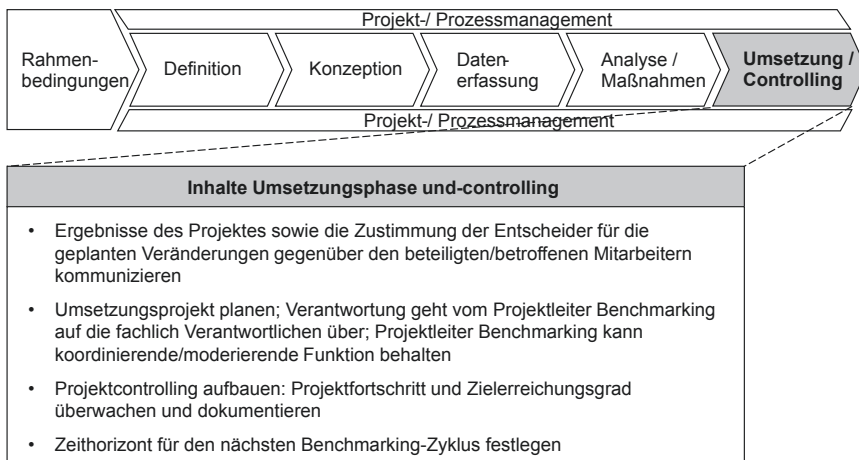 Projekt-/ Prozessmanagement
Rahmen-
bedingungen
Definition
Konzeption
Daten-
erfassung
Analyse /
Maßnahmen
Umsetzung /
Controlling
Projekt-/ Prozessmanagement
Inhalte Umsetzungsphase und-controlling
• Ergebnisse des Projektes sowie die Zustimmung der Entscheider für die
geplanten Veränderungen gegenüber den beteiligten/betroffenen Mitarbeitern
kommunizieren
• Umsetzungsprojekt planen; Verantwortung geht vom Projektleiter Benchmarking
auf die fachlich Verantwortlichen über; Projektleiter Benchmarking kann
koordinierende/moderierende Funktion behalten
• Projektcontrolling aufbauen: Projektfortschritt und Zielerreichungsgrad
überwachen und dokumentieren
• Zeithorizont für den nächsten Benchmarking-Zyklus festlegen